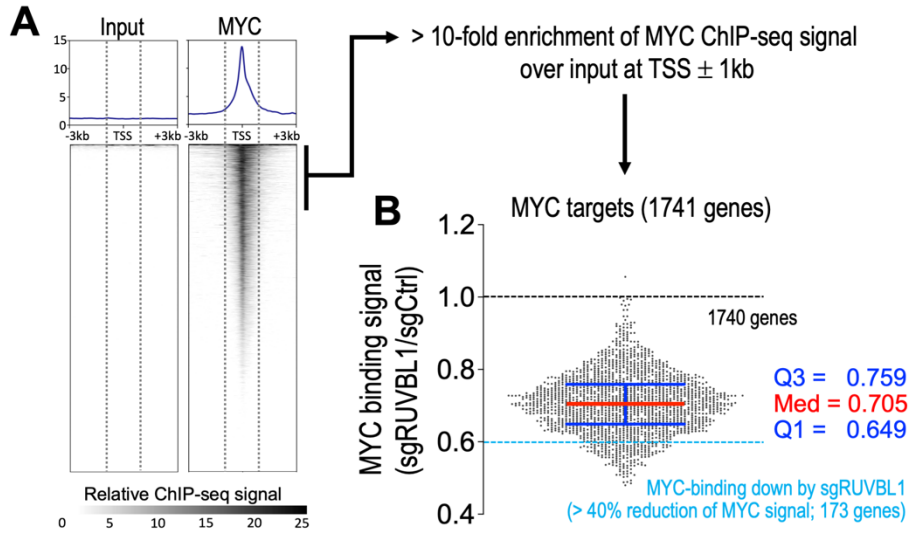 A
Input MYC
15
10
5
0
-3kb TSS +3kb -3kb TSS +3kb
Relative ChIP-seq signal
0 5 10 15 20 25
> 10-fold enrichment of MYC ChIP-seq signal
over input at TSS ± 1kb
B
MYC targets (1741 genes)
MYC binding signal
(sgRUVBL1/sgCtrl)
1.2
1.0
0.8
0.6
0.4
1740 genes
Q3 = 0.759
Med = 0.705
Q1 = 0.649
MYC-binding down by sgRUVBL1
(> 40% reduction of MYC signal; 173 genes)